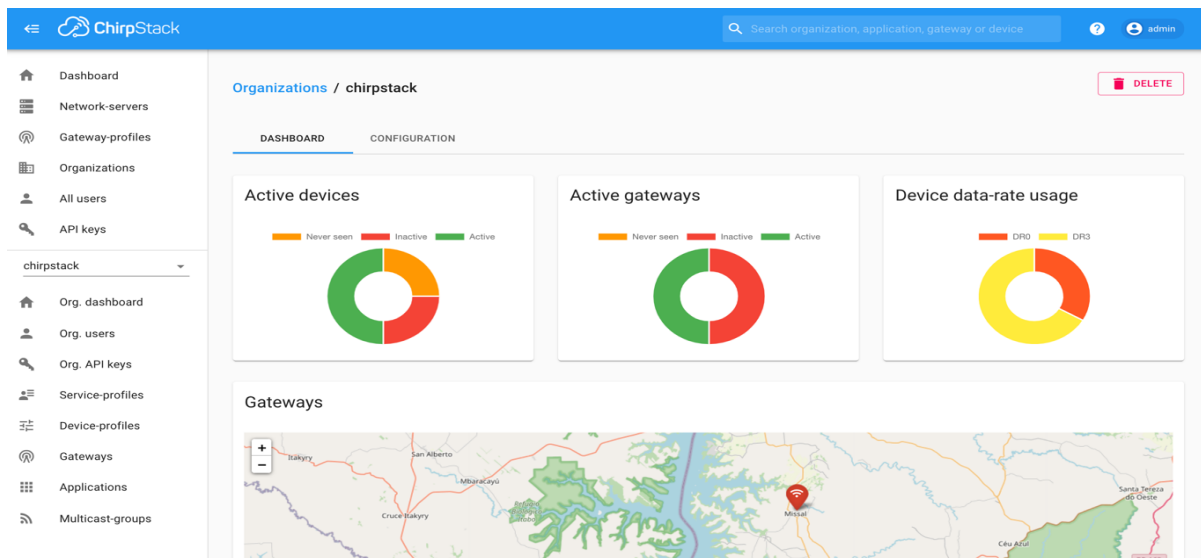 ChirpStack
Search organization, application, gateway or device
?
admin
Dashboard
Network-servers
Gateway-profiles
Organizations
All users
API keys
chirpstack
Org. dashboard
Org. users
Org. API keys
Service-profiles
Device-profiles
Gateways
Applications
Multicast-groups
Organizations / chirpstack
DELETE
DASHBOARD
CONFIGURATION
Active devices
Never seen Inactive Active
Active gateways
Never seen Inactive Active
Device data-rate usage
DR0 DR3
Gateways
+
−
Itakyry
San Alberto
Mbaracayú
Cruce Itakyry
Missal
Santa Tereza
do Oeste
Céu Azul